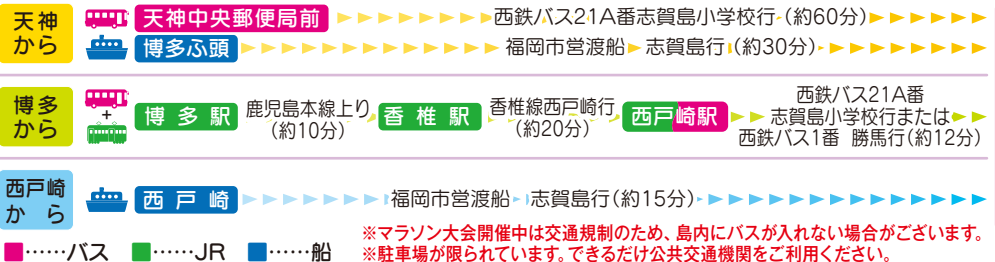 天神から
天神中央郵便局前 西鉄バス21A番志賀島小学校行 (約60分)
博多ふ頭 福岡市営渡船 志賀島行 (約30分)
博多から
+
博多駅 鹿児島本線上り(約10分) 香椎駅 香椎線西戸崎行(約20分) 西戸崎駅 西鉄バス21A番
志賀島小学校行または
西鉄バス1番 勝馬行(約12分)
西戸崎から
西戸崎 福岡市営渡船 志賀島行(約15分)
■……バス ■……JR ■……船
※マラソン大会開催中は交通規制のため、島内にバスが入れない場合がございます。
※駐車場が限られています。できるだけ公共交通機関をご利用ください。